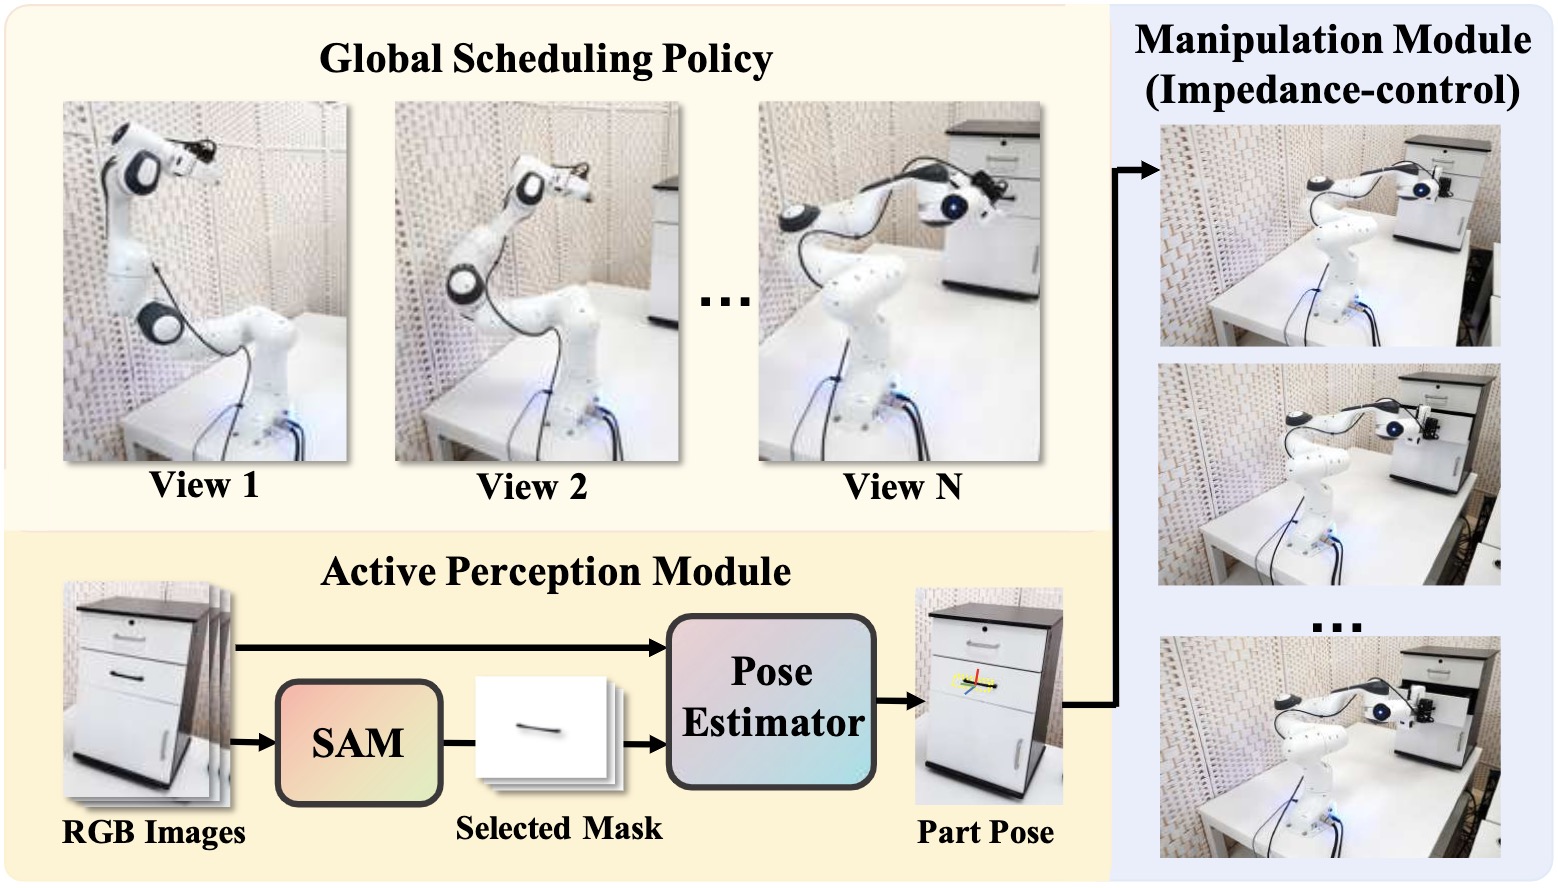 Global Scheduling Policy
View 1
View 2
...
View N
Active Perception Module
RGB Images
SAM
Selected Mask
Pose
Estimator
Part Pose
Manipulation Module
(Impedance-control)
...